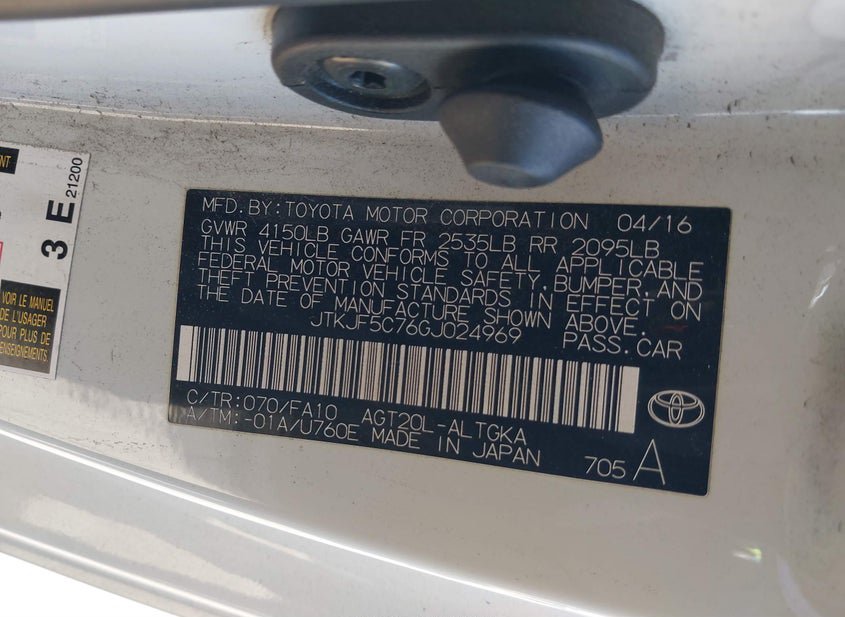 NT
3 E
21200
VOIR LE MANUEL
DE L'USAGER
POUR PLUS DE
RENSEIGNEMENTS
MFD. BY: TOYOTA MOTOR CORPORATION 04/16
GVWR 4150LB GAWR FR 2535LB RR 2095LB
THIS VEHICLE CONFORMS TO ALL APPLICABLE
FEDERAL MOTOR VEHICLE SAFETY, BUMPER, AND
THEFT PREVENTION STANDARDS IN EFFECT ON
THE DATE OF MANUFACTURE SHOWN ABOVE.
JTKJF5C76GJ024969 PASS.CAR
C/TR:070/FA10 AGT20L-ALTGKA
A/TM:-01A/U760E MADE IN JAPAN 705 A